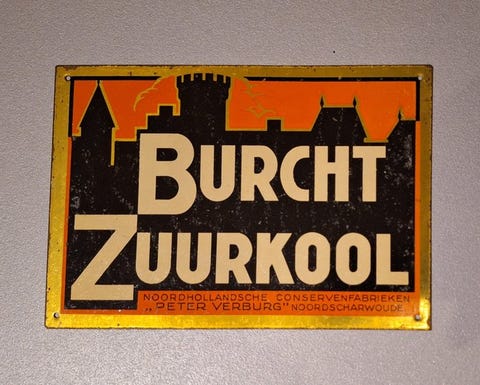 BURCHT
ZUURKOOL
NOORDHOLLANDSCHE CONSERVENFABRIEKEN
„PETER VERBURG” NOORDSCHARWOUDE